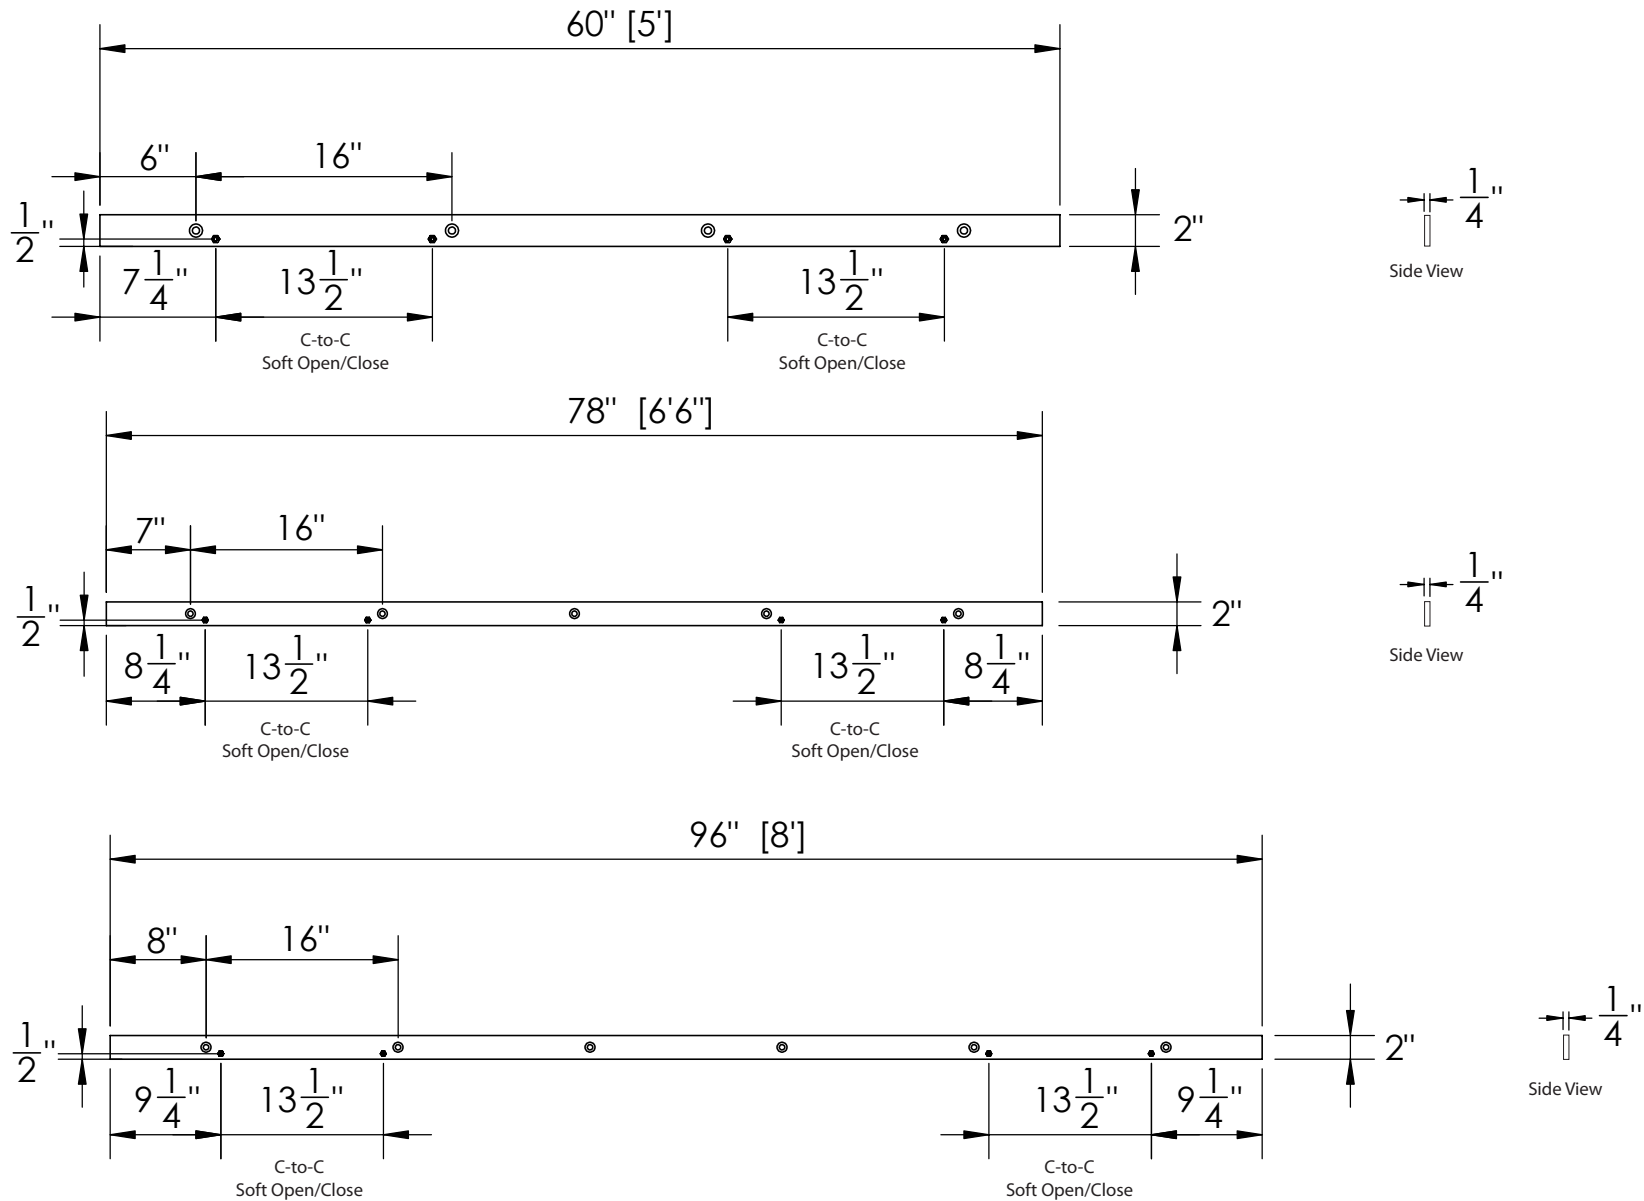 60" [5']
6" 16"
1/2" 2" 1/4"
Side View
7 1/4" 13 1/2" 13 1/2"
C-to-C C-to-C
Soft Open/Close Soft Open/Close
78" [6'6"]
7" 16"
1/2" 2" 1/4"
Side View
8 1/4" 13 1/2" 13 1/2" 8 1/4"
C-to-C C-to-C
Soft Open/Close Soft Open/Close
96" [8']
8" 16"
1/2" 2" 1/4"
Side View
9 1/4" 13 1/2" 13 1/2" 9 1/4"
C-to-C C-to-C
Soft Open/Close Soft Open/Close